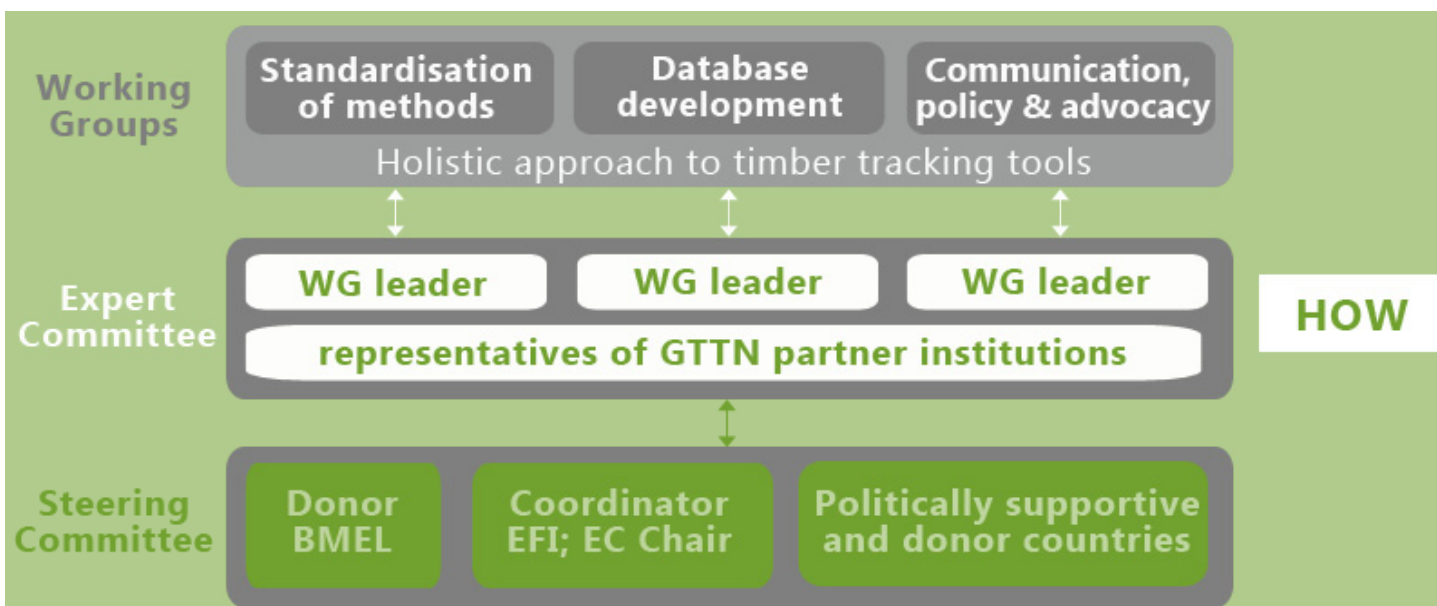 Working
Groups
Standardisation
of methods
Database
development
Communication,
policy & advocacy
Holistic approach to timber tracking tools
Expert
Committee
WG leader
WG leader
WG leader
representatives of GTTN partner institutions
HOW
Steering
Committee
Donor
BMEL
Coordinator
EFI; EC Chair
Politically supportive
and donor countries